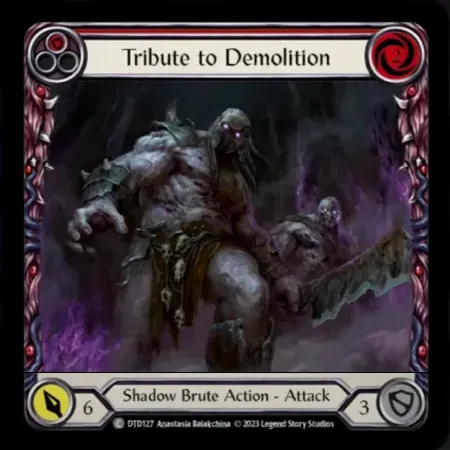 Tribute to Demolition
6
Shadow Brute Action - Attack
3
C DTD127 Anastasia Balakchina © 2023 Legend Story Studios